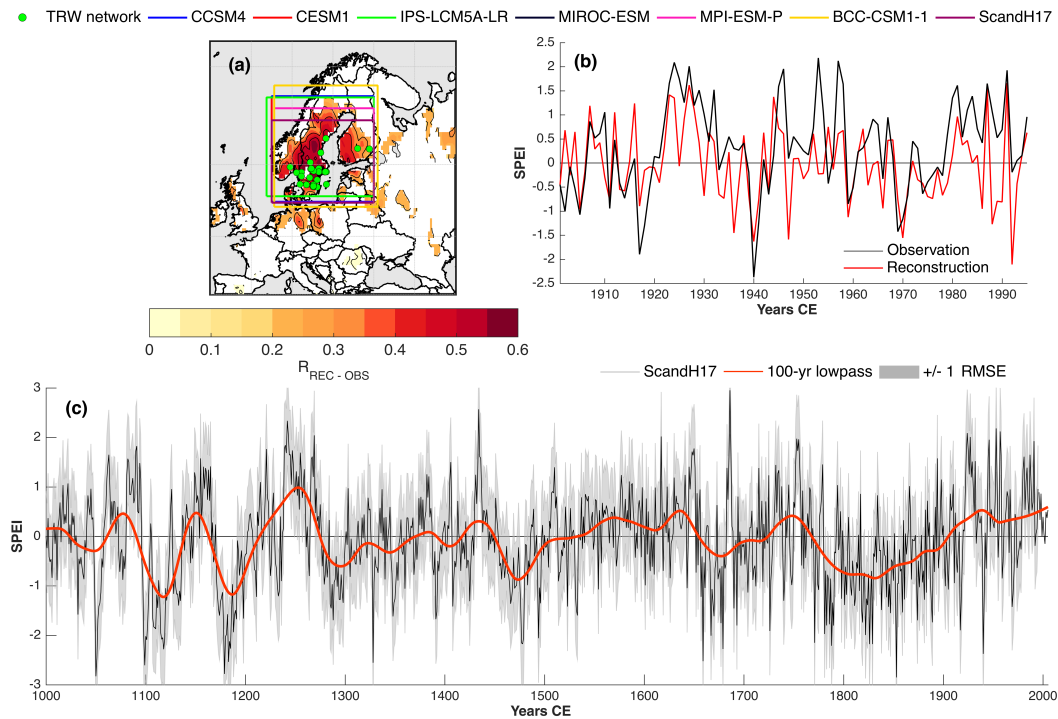 TRW network CCSM4 CESM1 IPS-LCM5A-LR MIROC-ESM MPI-ESM-P BCC-CSM1-1 ScandH17
(a)
0 0.1 0.2 0.3 0.4 0.5 0.6
R REC - OBS
(b)
2.5
2
1.5
1
0.5
0
-0.5
-1
-1.5
-2
-2.5
SPEI
Observation
Reconstruction
1910 1920 1930 1940 1950 1960 1970 1980 1990
Years CE
ScandH17 100-yr lowpass +/- 1 RMSE
(c)
3
2
1
0
-1
-2
-3
SPEI
1000 1100 1200 1300 1400 1500 1600 1700 1800 1900 2000
Years CE